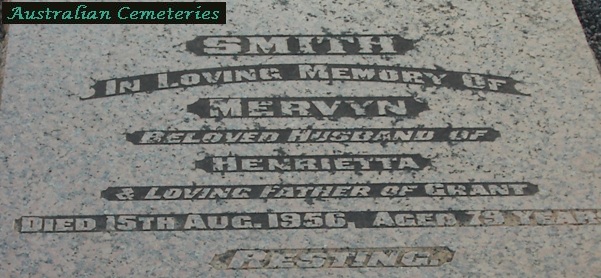 Australian Cemeteries
SMITH
IN LOVING MEMORY OF
MERVYN
BELOVED HUSBAND OF
HENRIETTA
& LOVING FATHER OF GRANT
DIED 15TH AUG. 1956, AGED 79 YEARS
RESTING.